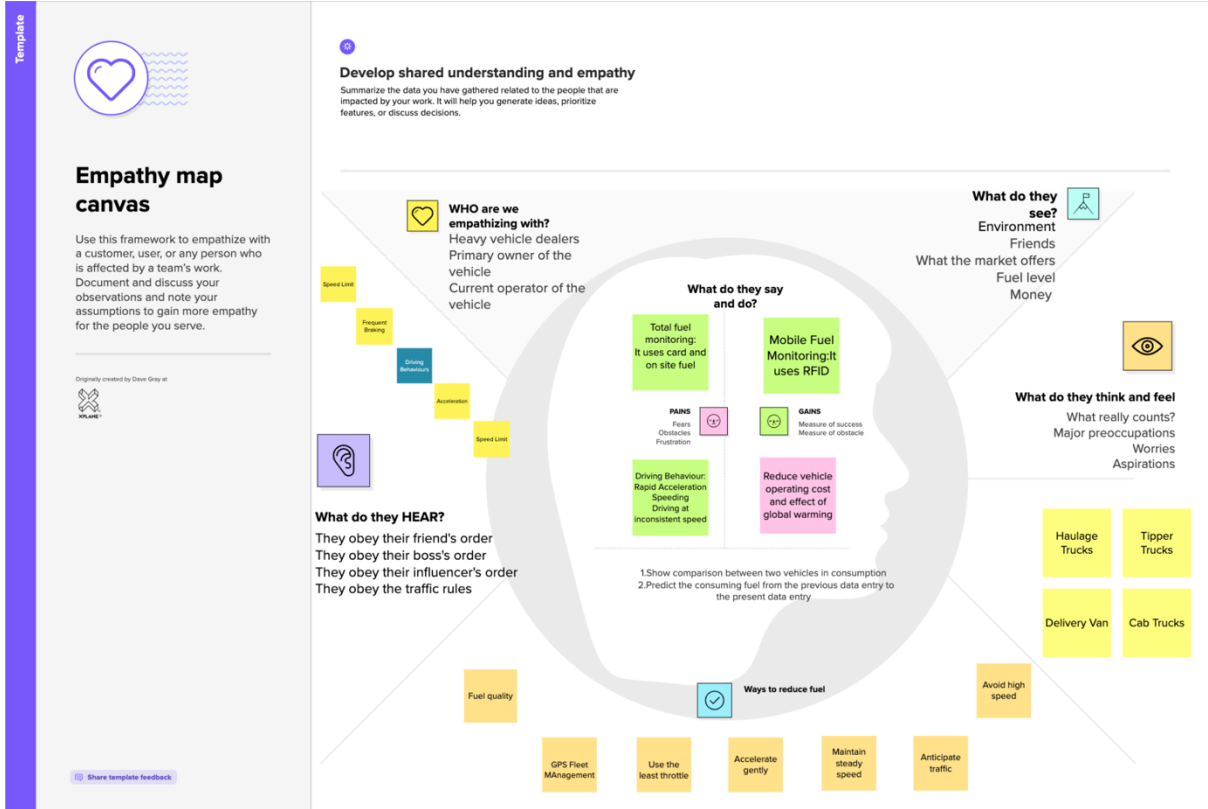 Template
Empathy map
canvas
Use this framework to empathize with
a customer, user, or any person who
is affected by a team's work.
Document and discuss your
observations and note your
assumptions to gain more empathy
for the people you serve.
Originally created by Dave Gray at
XPLANE™
Share template feedback
Develop shared understanding and empathy
Summarize the data you have gathered related to the people that are
impacted by your work. It will help you generate ideas, prioritize
features, or discuss decisions.
WHO are we
empathizing with?
Heavy vehicle dealers
Primary owner of the
vehicle
Current operator of the
vehicle
What do they
see?
Environment
Friends
What the market offers
Fuel level
Money
Speed Limit
Frequent
Braking
Driving
Behaviours
Acceleration
Speed Limit
What do they say
and do?
Total fuel
monitoring:
It uses card and
on site fuel
Mobile Fuel
Monitoring:It
uses RFID
PAINS
Fears
Obstacles
Frustration
GAINS
Measure of success
Measure of obstacle
Driving Behaviour:
Rapid Acceleration
Speeding
Driving at
inconsistent speed
Reduce vehicle
operating cost
and effect of
global warming
1.Show comparison between two vehicles in consumption
2.Predict the consuming fuel from the previous data entry to
the present data entry
What do they think and feel
What really counts?
Major preoccupations
Worries
Aspirations
What do they HEAR?
They obey their friend's order
They obey their boss's order
They obey their influencer's order
They obey the traffic rules
Haulage
Trucks
Tipper
Trucks
Delivery Van
Cab Trucks
Ways to reduce fuel
Fuel quality
GPS Fleet
MAnagement
Use the
least throttle
Accelerate
gently
Maintain
steady
speed
Anticipate
traffic
Avoid high
speed